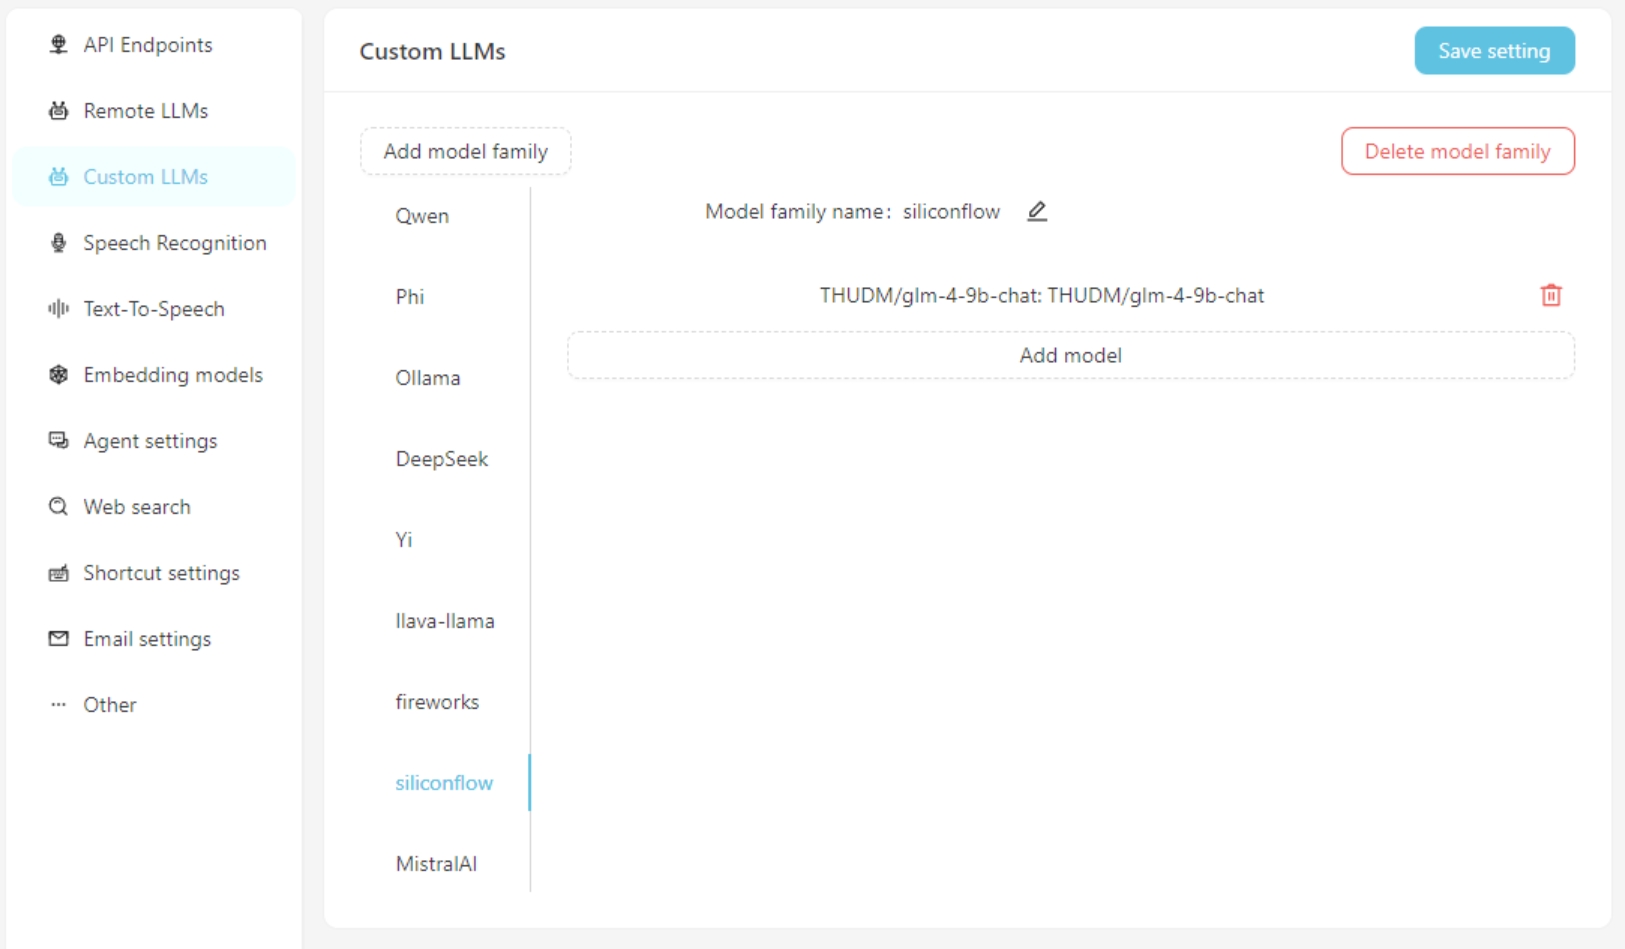 API Endpoints
Remote LLMs
Custom LLMs
Speech Recognition
Text-To-Speech
Embedding models
Agent settings
Web search
Shortcut settings
Email settings
Other
Custom LLMs
Save setting
Add model family
Delete model family
Qwen
Phi
Ollama
DeepSeek
Yi
llava-llama
fireworks
siliconflow
MistralAI
Model family name: siliconflow
THUDM/glm-4-9b-chat: THUDM/glm-4-9b-chat
Add model